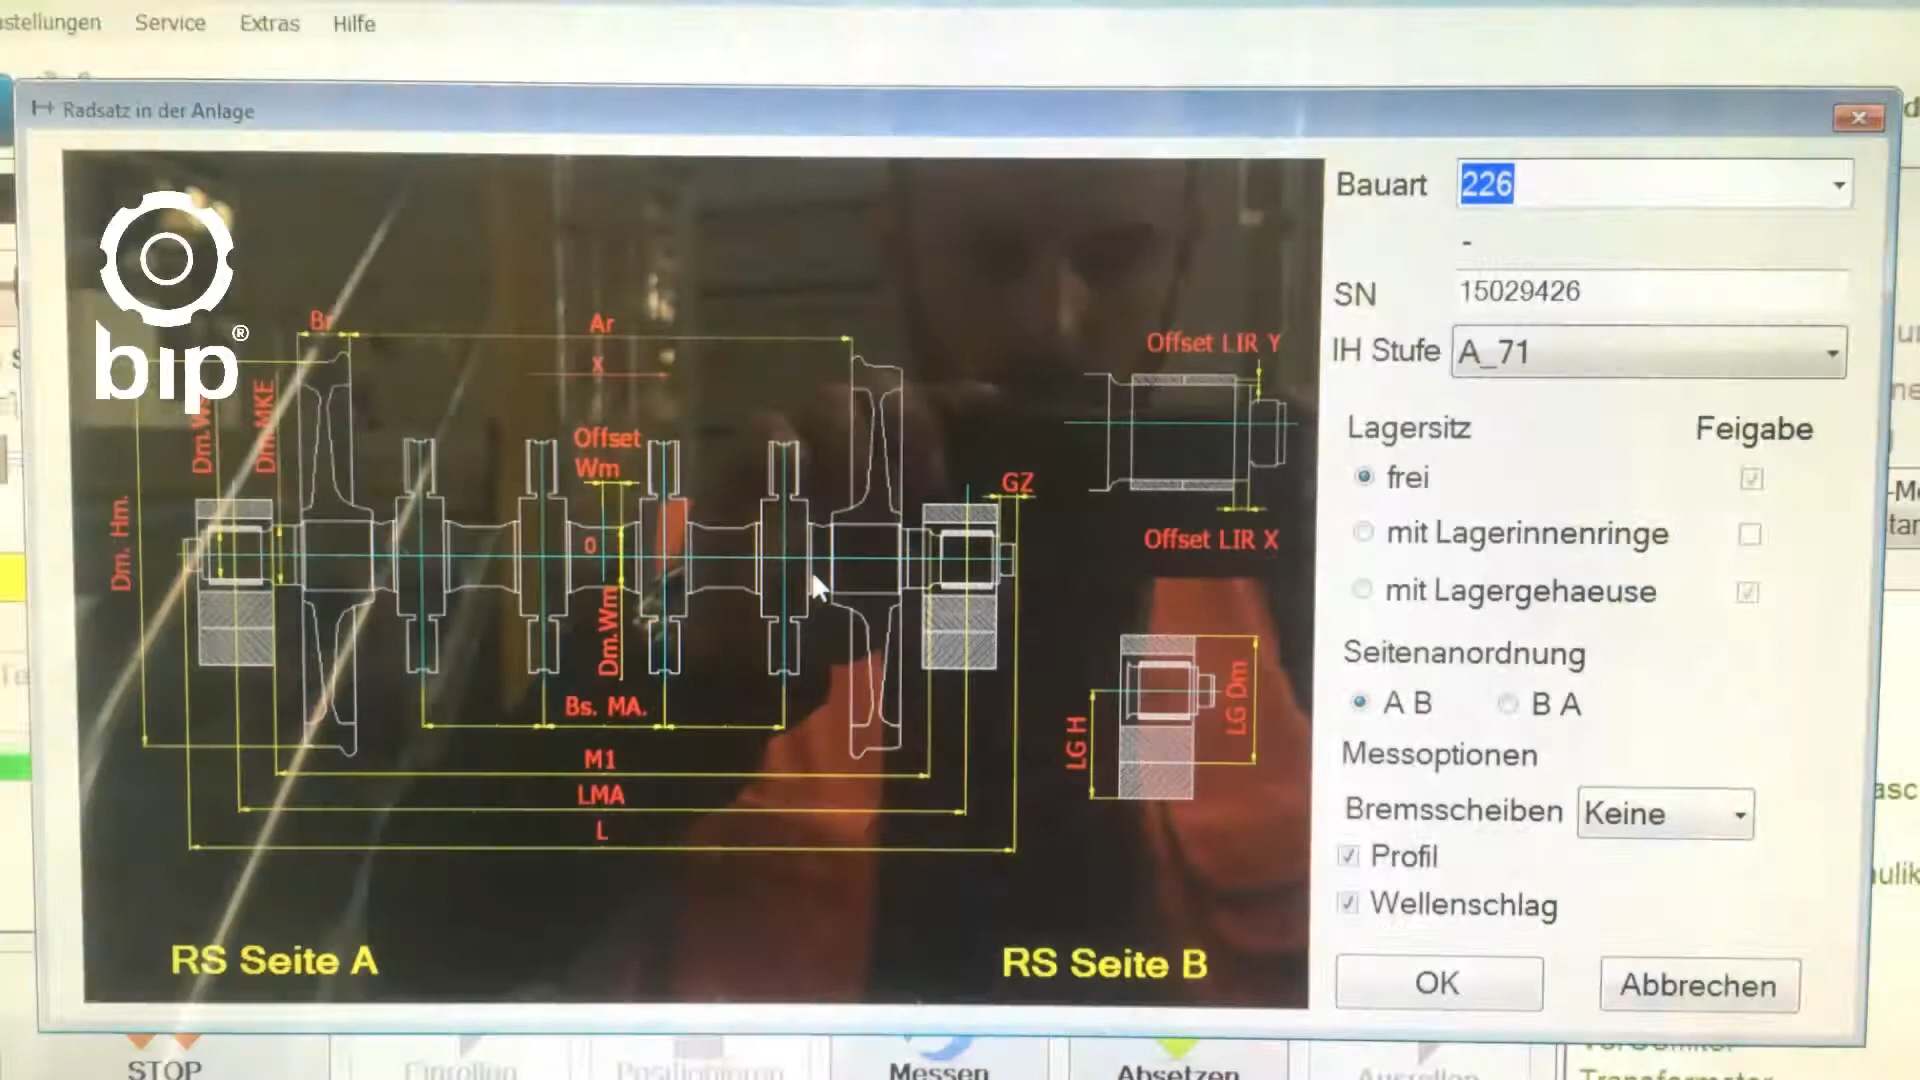 Service Extras Hilfe
Radsatz in der Anlage
bip®
Br
Ar
X
Dm.MKE
Dm. Hm.
Offset
Wm
0
Dm.Wm
Bs. MA.
M1
LMA
L
GZ
Offset LIR Y
Offset LIR X
LG H
LG Dm
RS Seite A
RS Seite B
Bauart 226
-
SN 15029426
IH Stufe A_71
Lagersitz Feigabe
frei
mit Lagerinnenringe
mit Lagergehaeuse
Seitenanordnung
A B B A
Messoptionen
Bremsscheiben Keine
Profil
Wellenschlag
OK Abbrechen
STOP
Messen
Absetzen